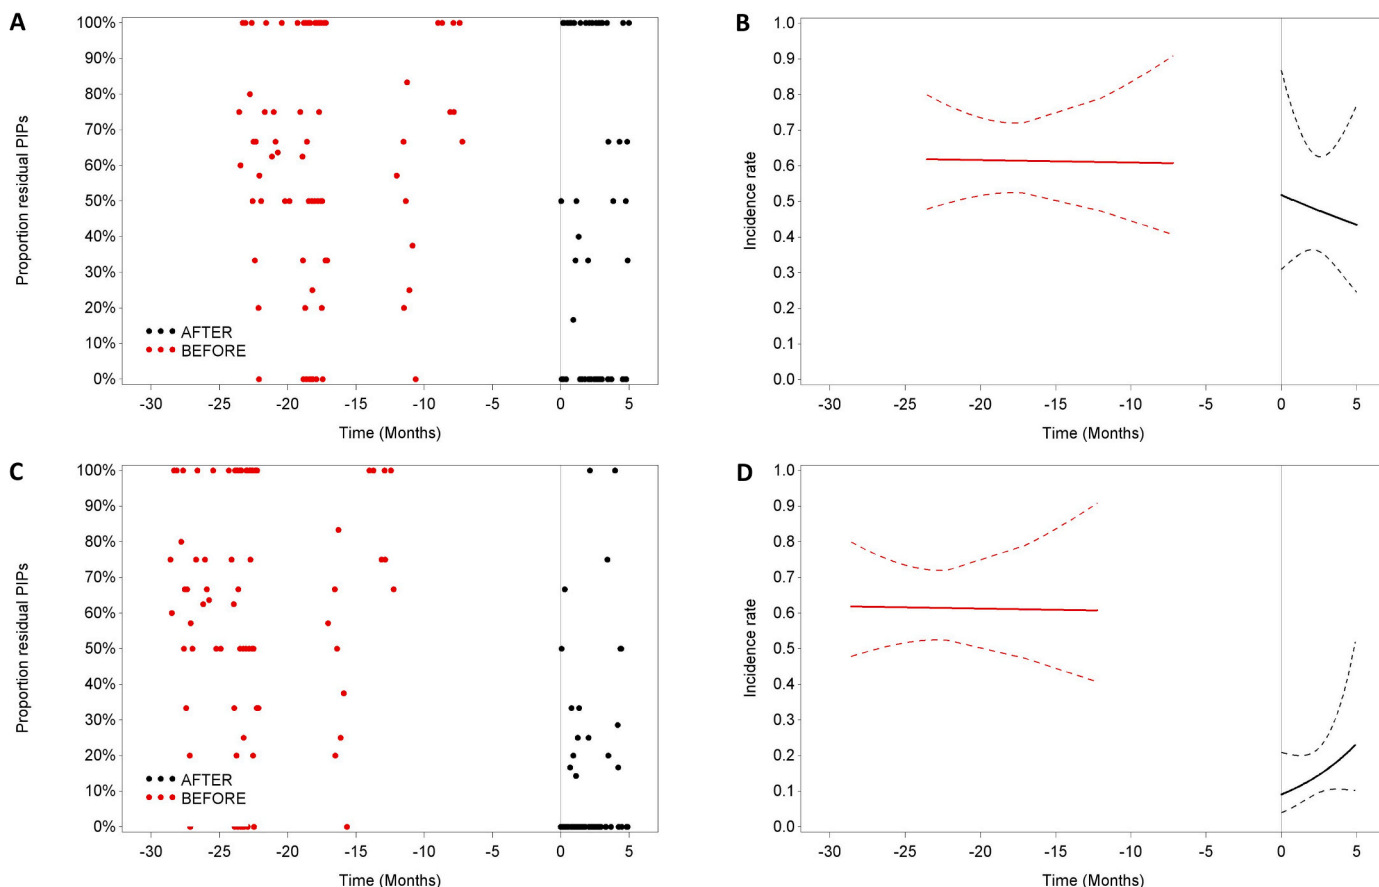 A
Proportion residual PIPs
100%
90%
80%
70%
60%
50%
40%
30%
20%
10%
0%
AFTER
BEFORE
-30 -25 -20 -15 -10 -5 0 5
Time (Months)
B
Incidence rate
1.0
0.9
0.8
0.7
0.6
0.5
0.4
0.3
0.2
0.1
0.0
-30 -25 -20 -15 -10 -5 0 5
Time (Months)
C
Proportion residual PIPs
100%
90%
80%
70%
60%
50%
40%
30%
20%
10%
0%
AFTER
BEFORE
-30 -25 -20 -15 -10 -5 0 5
Time (Months)
D
Incidence rate
1.0
0.9
0.8
0.7
0.6
0.5
0.4
0.3
0.2
0.1
0.0
-30 -25 -20 -15 -10 -5 0 5
Time (Months)